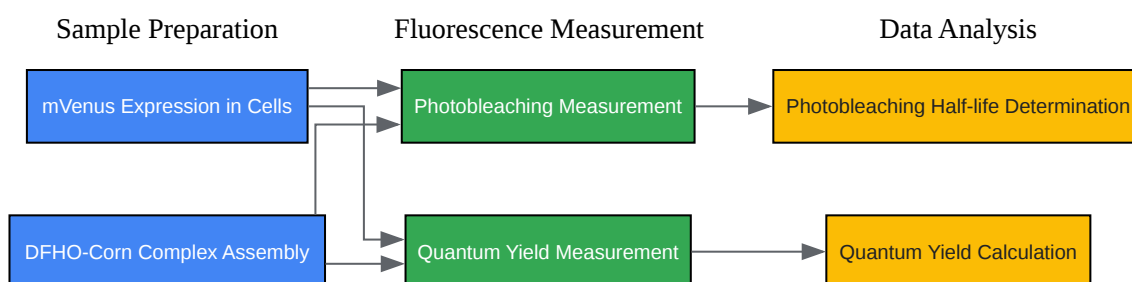 Sample Preparation
Fluorescence Measurement
Data Analysis
mVenus Expression in Cells
Photobleaching Measurement
Photobleaching Half-life Determination
DFHO-Corn Complex Assembly
Quantum Yield Measurement
Quantum Yield Calculation